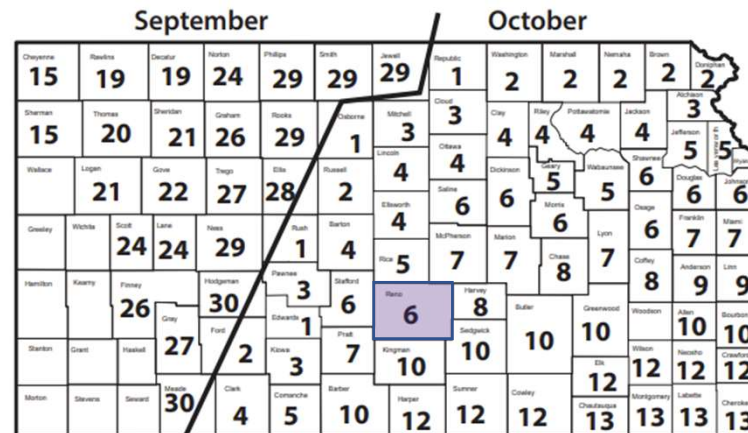 September October
Cheyenne Rawlins Decatur Norton Phillips Smith Jewell Republic Washington Marshall Nemaha Brown Doniphan
15 19 19 24 29 29 29 1 2 2 2 2 2
Atchison
3
Sherman Thomas Sheridan Graham Rooks Osborne Mitchell Cloud Clay Riley Pottawatomie Jackson Jefferson Leavenworth
15 20 21 26 29 1 3 3 4 4 4 4 5 5
Wallace Logan Gove Trego Ellis Russell Lincoln Ottawa Dickinson Geary Wabaunsee Shawnee Douglas Johnso
21 22 27 28 2 4 4 6 5 5 6 6 6
Greeley Wichita Scott Lane Ness Rush Barton Ellsworth Saline Morris Lyon Osage Franklin Miami
24 24 29 1 4 4 6 6 7 6 7 7
Rice McPherson Marion Chase Coffey Anderson Linn
5 7 7 8 8 9 9
Hamilton Kearny Finney Hodgeman Pawnee Stafford Reno Harvey Butler Greenwood Woodson Allen Bourbon
26 30 3 6 6 8 10 10 10 10
Gray Ford Edwards Pratt Kingman Sedgwick Elk Wilson Neosho Crawfor
27 2 1 7 10 10 12 12 12 12
Stanton Grant Haskell Kiowa
3
Morton Stevens Seward Meade Clark Comanche Barber Harper Sumner Cowley Chautauqua Montgomery Labette Cheroke
30 4 5 10 12 12 12 13 13 13 13